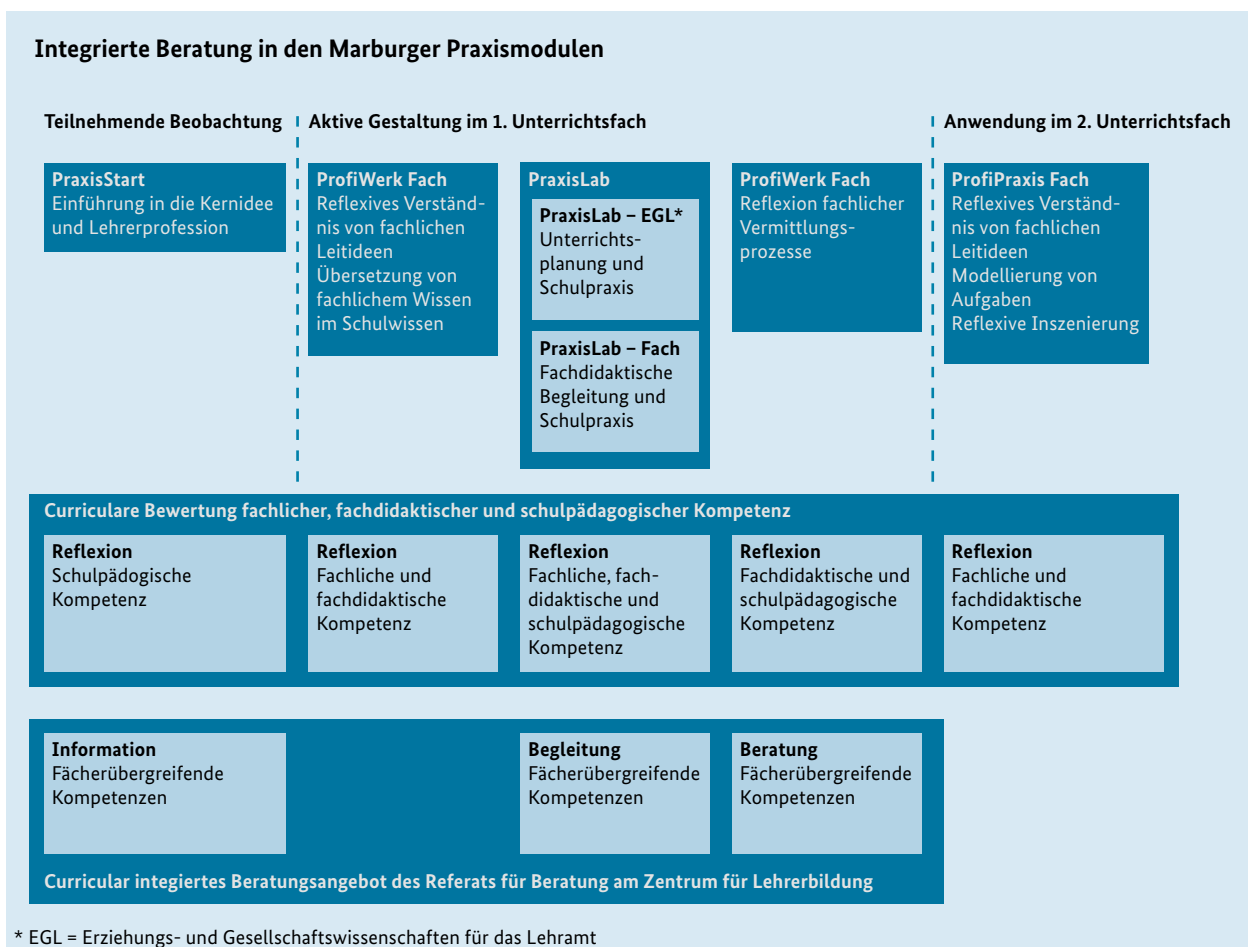 Integrierte Beratung in den Marburger Praxismodulen
Teilnehmende Beobachtung
Aktive Gestaltung im 1. Unterrichtsfach
Anwendung im 2. Unterrichtsfach
PraxisStart
Einführung in die Kernidee
und Lehrerprofession
ProfiWerk Fach
Reflexives Verständ-
nis von fachlichen
Leitideen
Übersetzung von
fachlichem Wissen
im Schulwissen
PraxisLab
PraxisLab – EGL*
Unterrichts-
planung und
Schulpraxis
PraxisLab – Fach
Fachdidaktische
Begleitung und
Schulpraxis
ProfiWerk Fach
Reflexion fachlicher
Vermittlungs-
prozesse
ProfiPraxis Fach
Reflexives Verständ-
nis von fachlichen
Leitideen
Modellierung von
Aufgaben
Reflexive Inszenierung
Curriculare Bewertung fachlicher, fachdidaktischer und schulpädagogischer Kompetenz
Reflexion
Schulpädogische
Kompetenz
Reflexion
Fachliche und
fachdidaktische
Kompetenz
Reflexion
Fachliche, fach-
didaktische und
schulpädagogische
Kompetenz
Reflexion
Fachdidaktische und
schulpädagogische
Kompetenz
Reflexion
Fachliche und
fachdidaktische
Kompetenz
Information
Fächerübergreifende
Kompetenzen
Begleitung
Fächerübergreifende
Kompetenzen
Beratung
Fächerübergreifende
Kompetenzen
Curricular integriertes Beratungsangebot des Referats für Beratung am Zentrum für Lehrerbildung
* EGL = Erziehungs- und Gesellschaftswissenschaften für das Lehramt